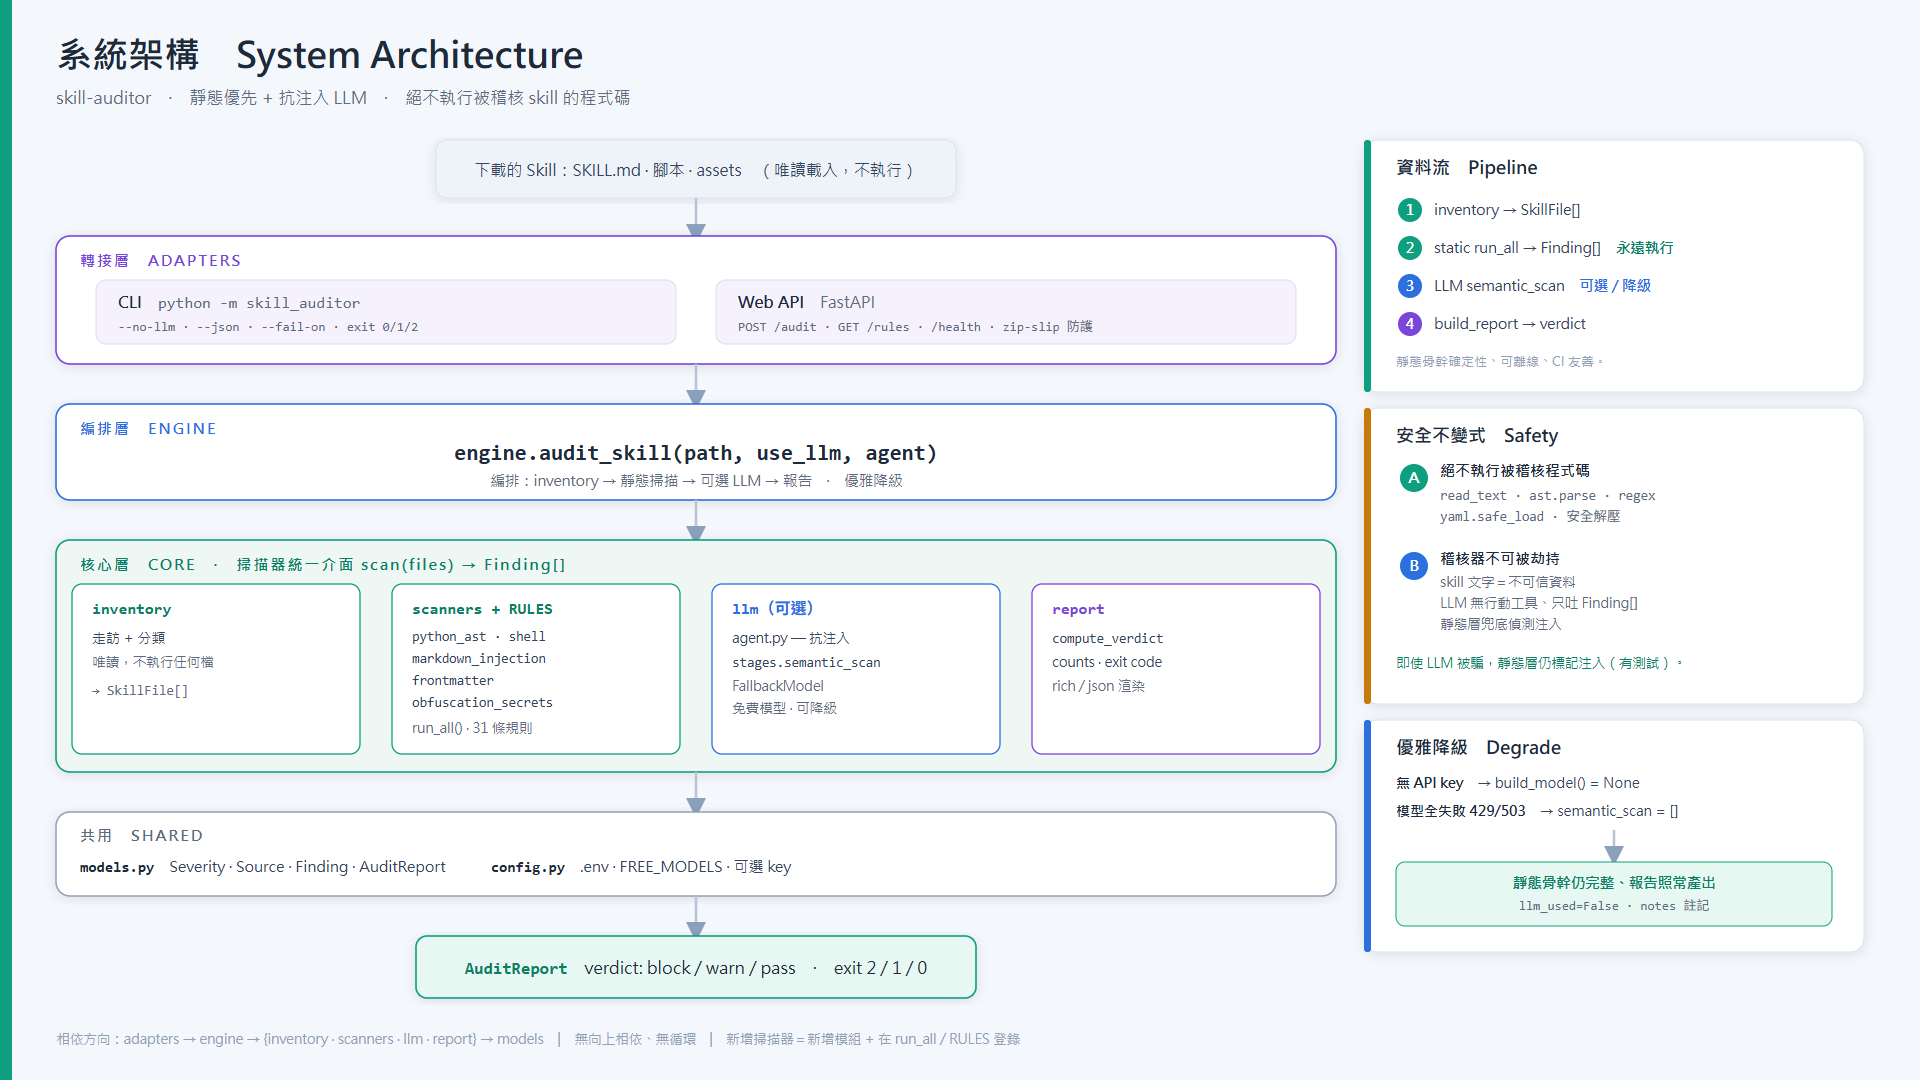 系統架構 System Architecture
skill-auditor · 靜態優先 + 抗注入 LLM · 絕不執行被稽核 skill 的程式碼
下載的 Skill：SKILL.md · 腳本 · assets （唯讀載入，不執行）
轉接層 ADAPTERS
CLI python -m skill_auditor
--no-llm · --json · --fail-on · exit 0/1/2
Web API FastAPI
POST /audit · GET /rules · /health · zip-slip 防護
編排層 ENGINE
engine.audit_skill(path, use_llm, agent)
編排：inventory → 靜態掃描 → 可選 LLM → 報告 · 優雅降級
核心層 CORE · 掃描器統一介面 scan(files) → Finding[]
inventory
走訪 + 分類
唯讀，不執行任何檔
→ SkillFile[]
scanners + RULES
python_ast · shell
markdown_injection
frontmatter
obfuscation_secrets
run_all() · 31 條規則
llm（可選）
agent.py — 抗注入
stages.semantic_scan
FallbackModel
免費模型 · 可降級
report
compute_verdict
counts · exit code
rich / json 渲染
共用 SHARED
models.py Severity · Source · Finding · AuditReport config.py .env · FREE_MODELS · 可選 key
AuditReport verdict: block / warn / pass · exit 2 / 1 / 0
相依方向：adapters → engine → {inventory · scanners · llm · report} → models | 無向上相依、無循環 | 新增掃描器 = 新增模組 + 在 run_all / RULES 登錄
資料流 Pipeline
1 inventory → SkillFile[]
2 static run_all → Finding[] 永遠執行
3 LLM semantic_scan 可選 / 降級
4 build_report → verdict
靜態骨幹確定性、可離線、CI 友善。
安全不變式 Safety
A 絕不執行被稽核程式碼
read_text · ast.parse · regex
yaml.safe_load · 安全解壓
B 稽核器不可被劫持
skill 文字 = 不可信資料
LLM 無行動工具、只吐 Finding[]
靜態層兜底偵測注入
即使 LLM 被騙，靜態層仍標記注入（有測試）。
優雅降級 Degrade
無 API key → build_model() = None
模型全失敗 429/503 → semantic_scan = []
靜態骨幹仍完整、報告照常產出
llm_used=False · notes 註記